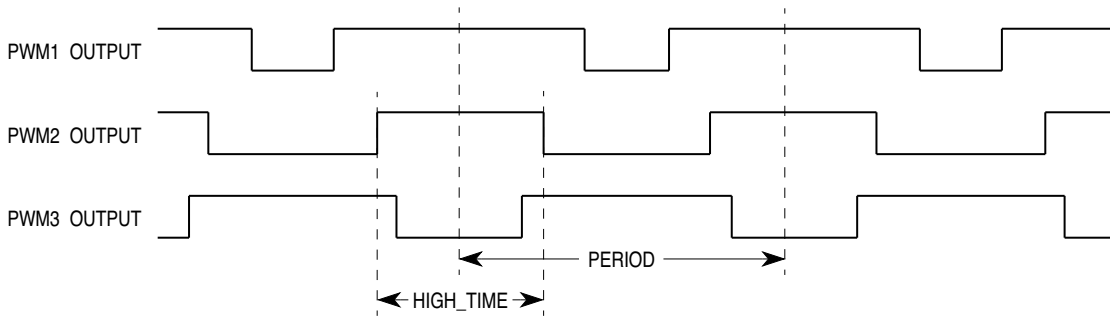 PWM1 OUTPUT
PWM2 OUTPUT
PWM3 OUTPUT
PERIOD
HIGH_TIME